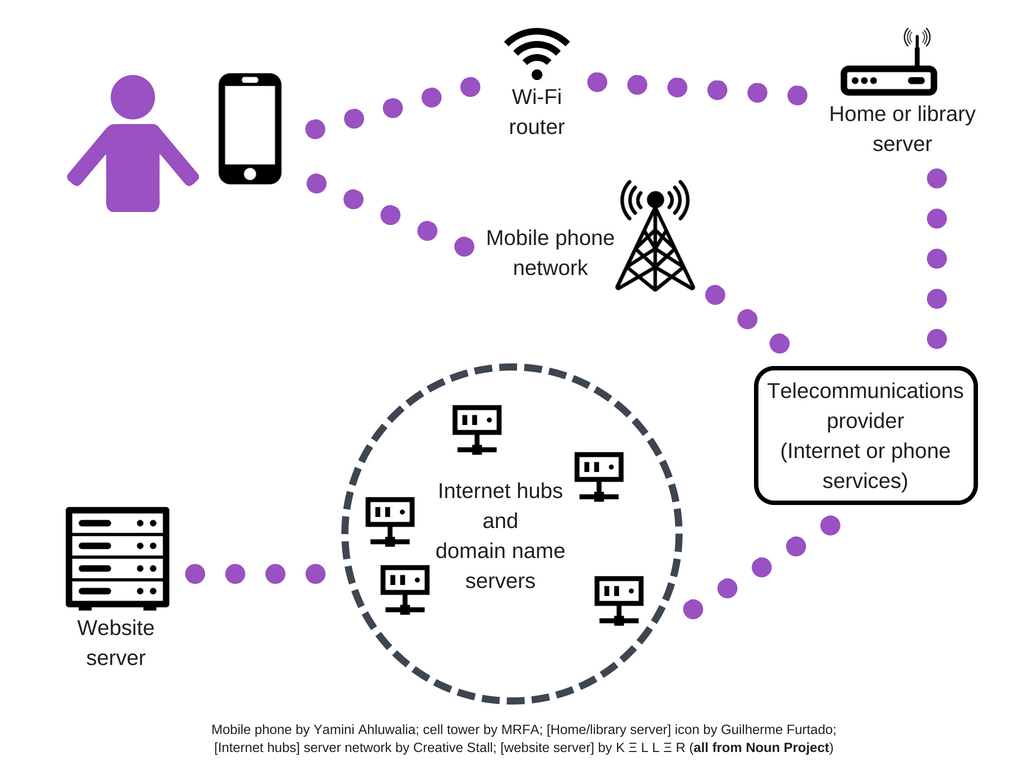 Wi-Fi
router
Home or library
server
Mobile phone
network
Telecommunications
provider
(Internet or phone
services)
Internet hubs
and
domain name
servers
Website
server
Mobile phone by Yamini Ahluwalia; cell tower by MRFA; [Home/library server] icon by Guilherme Furtado;
[Internet hubs] server network by Creative Stall; [website server] by K Ξ L L Ξ R (all from Noun Project)